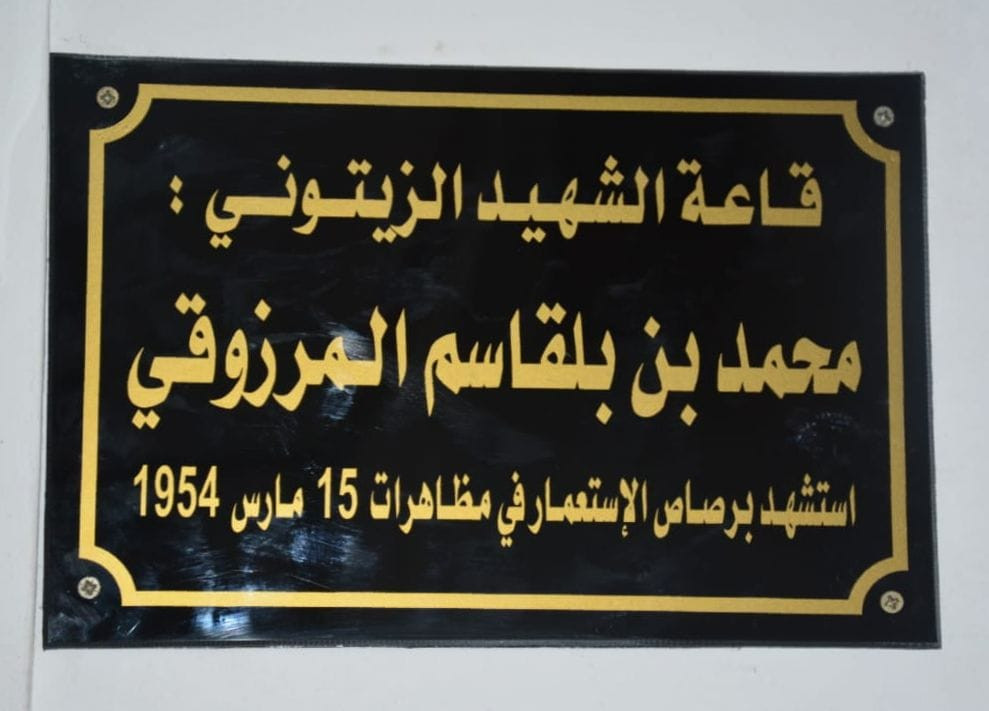 قاعة الشهيد الزيتوني :
محمد بن بلقاسم المرزوقي
استشهد برصاص الإستعمار في مظاهرات 15 مارس 1954